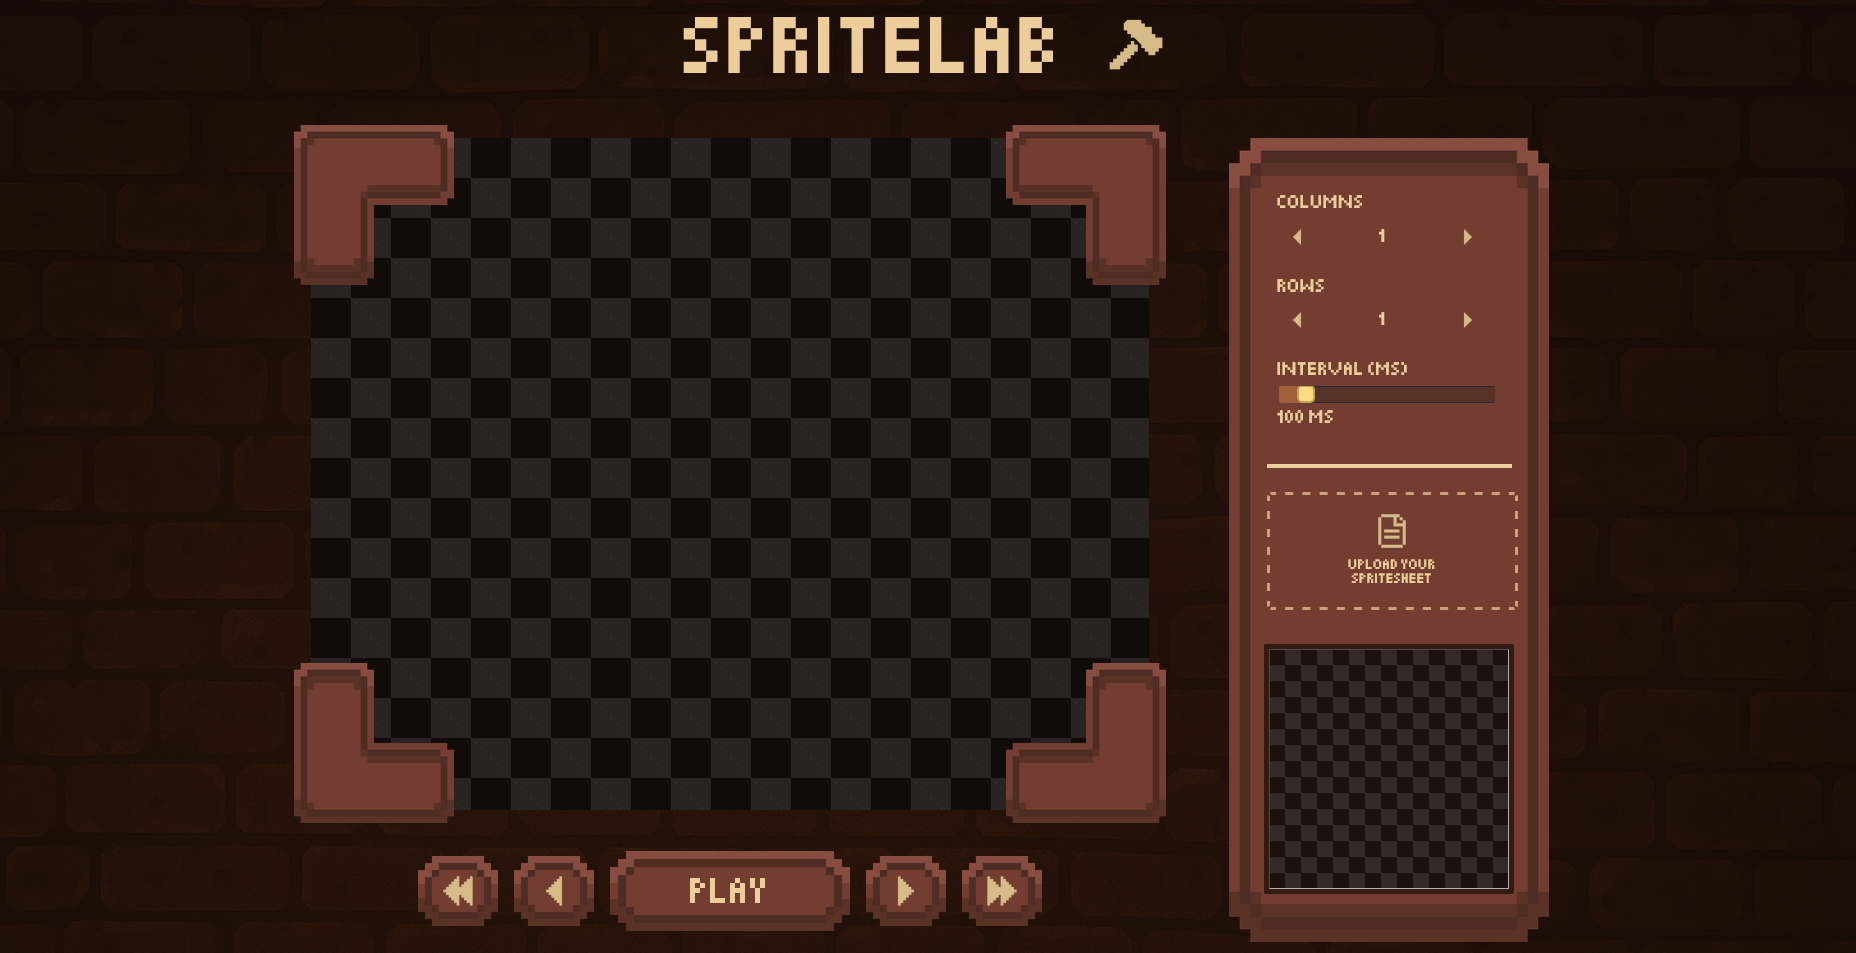 SPRITELAB
COLUMNS
1
ROWS
1
INTERVAL (MS)
100 MS
UPLOAD YOUR
SPRITESHEET
PLAY